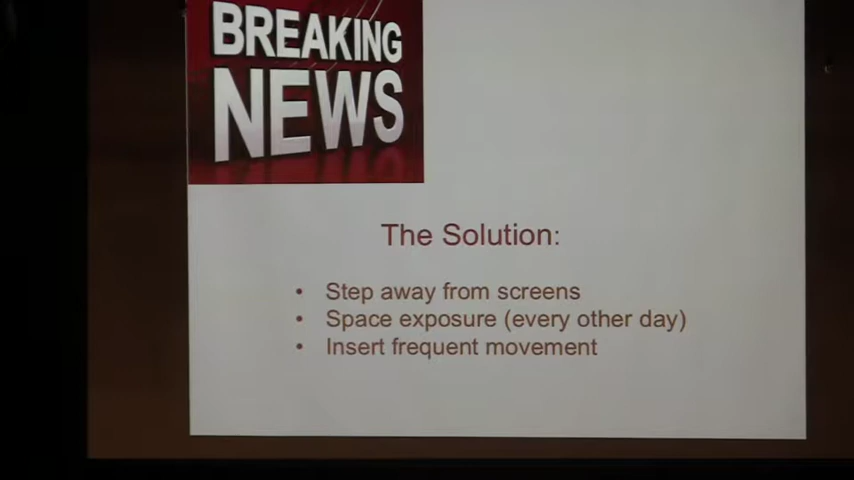 BREAKING
NEWS
The Solution:
• Step away from screens
• Space exposure (every other day)
• Insert frequent movement